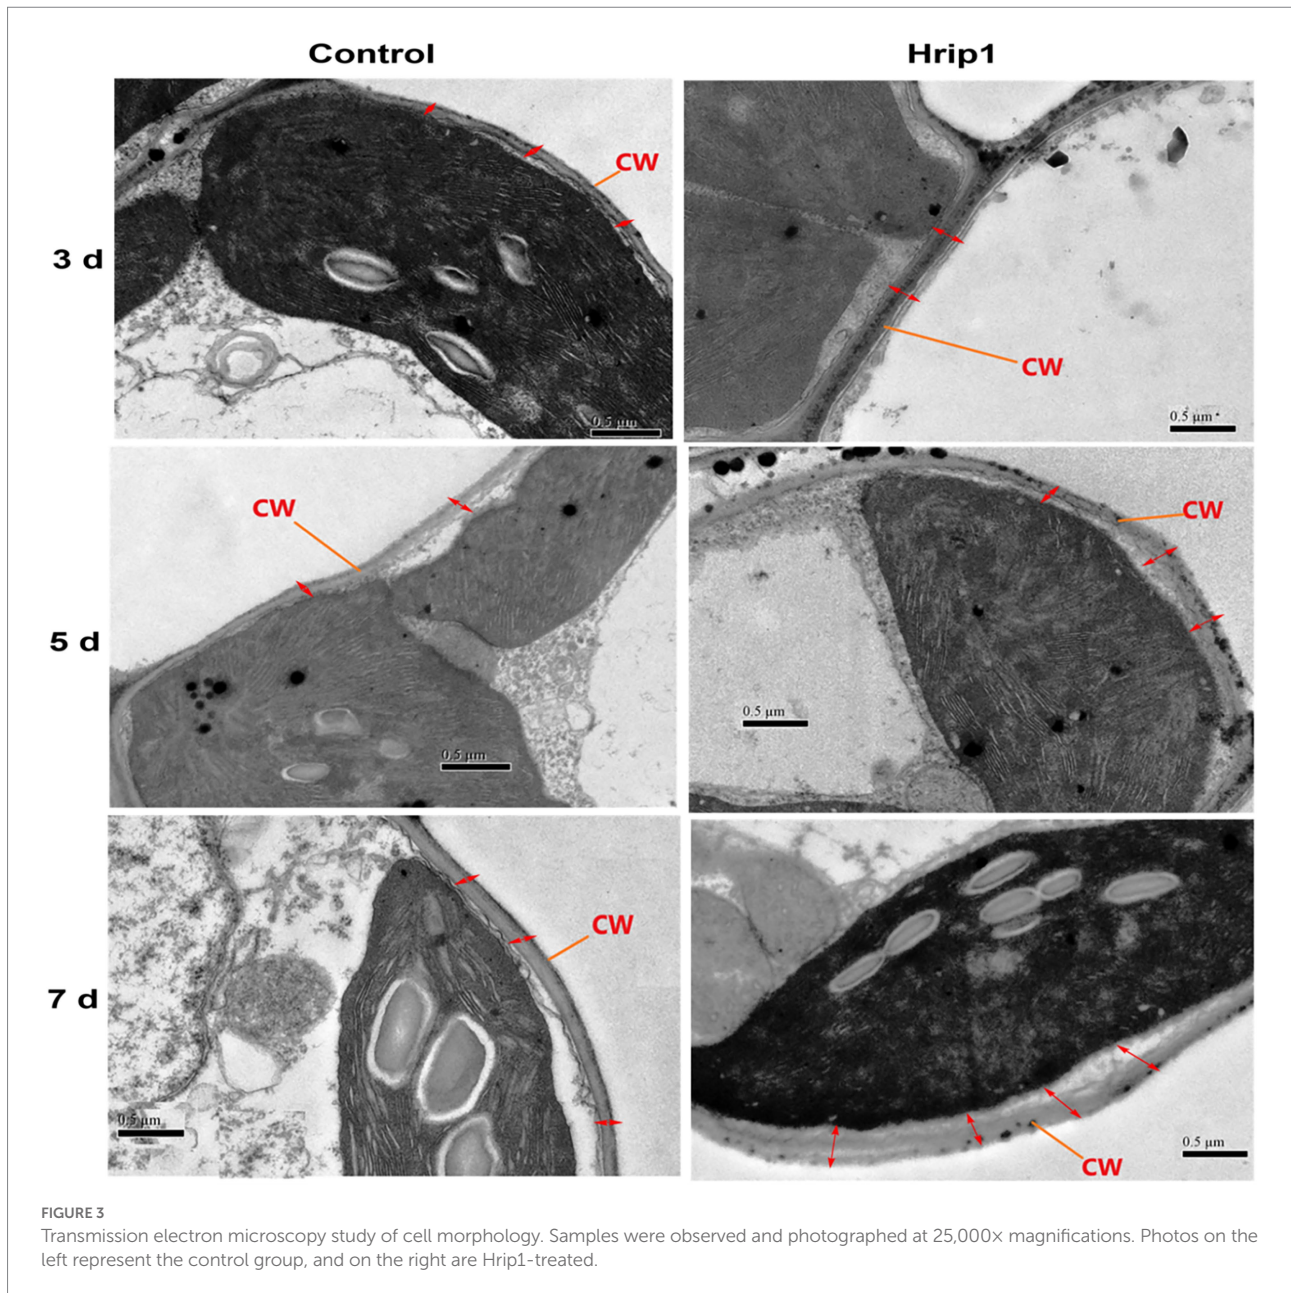 Control
Hrip1
3 d
CW
CW
0.5 µm
0.5 µm
5 d
CW
CW
0.5 µm
0.5 µm
7 d
CW
CW
0.5 µm
0.5 µm
FIGURE 3
Transmission electron microscopy study of cell morphology. Samples were observed and photographed at 25,000× magnifications. Photos on the
left represent the control group, and on the right are Hrip1-treated.